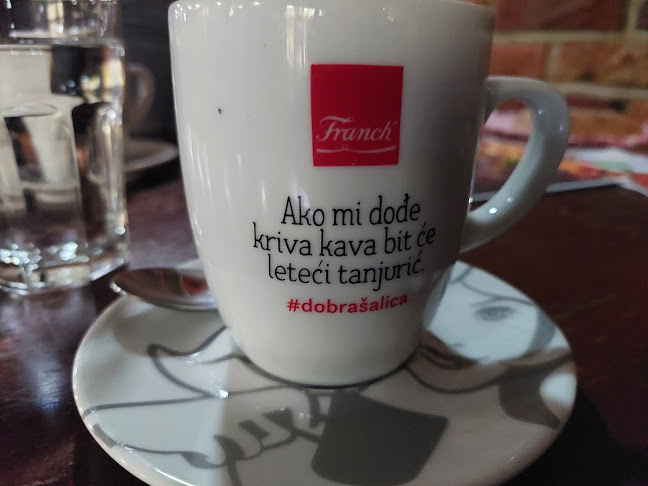 Franck
Ako mi dođe
kriva kava bit će
leteći tanjurić.
#dobrašalica